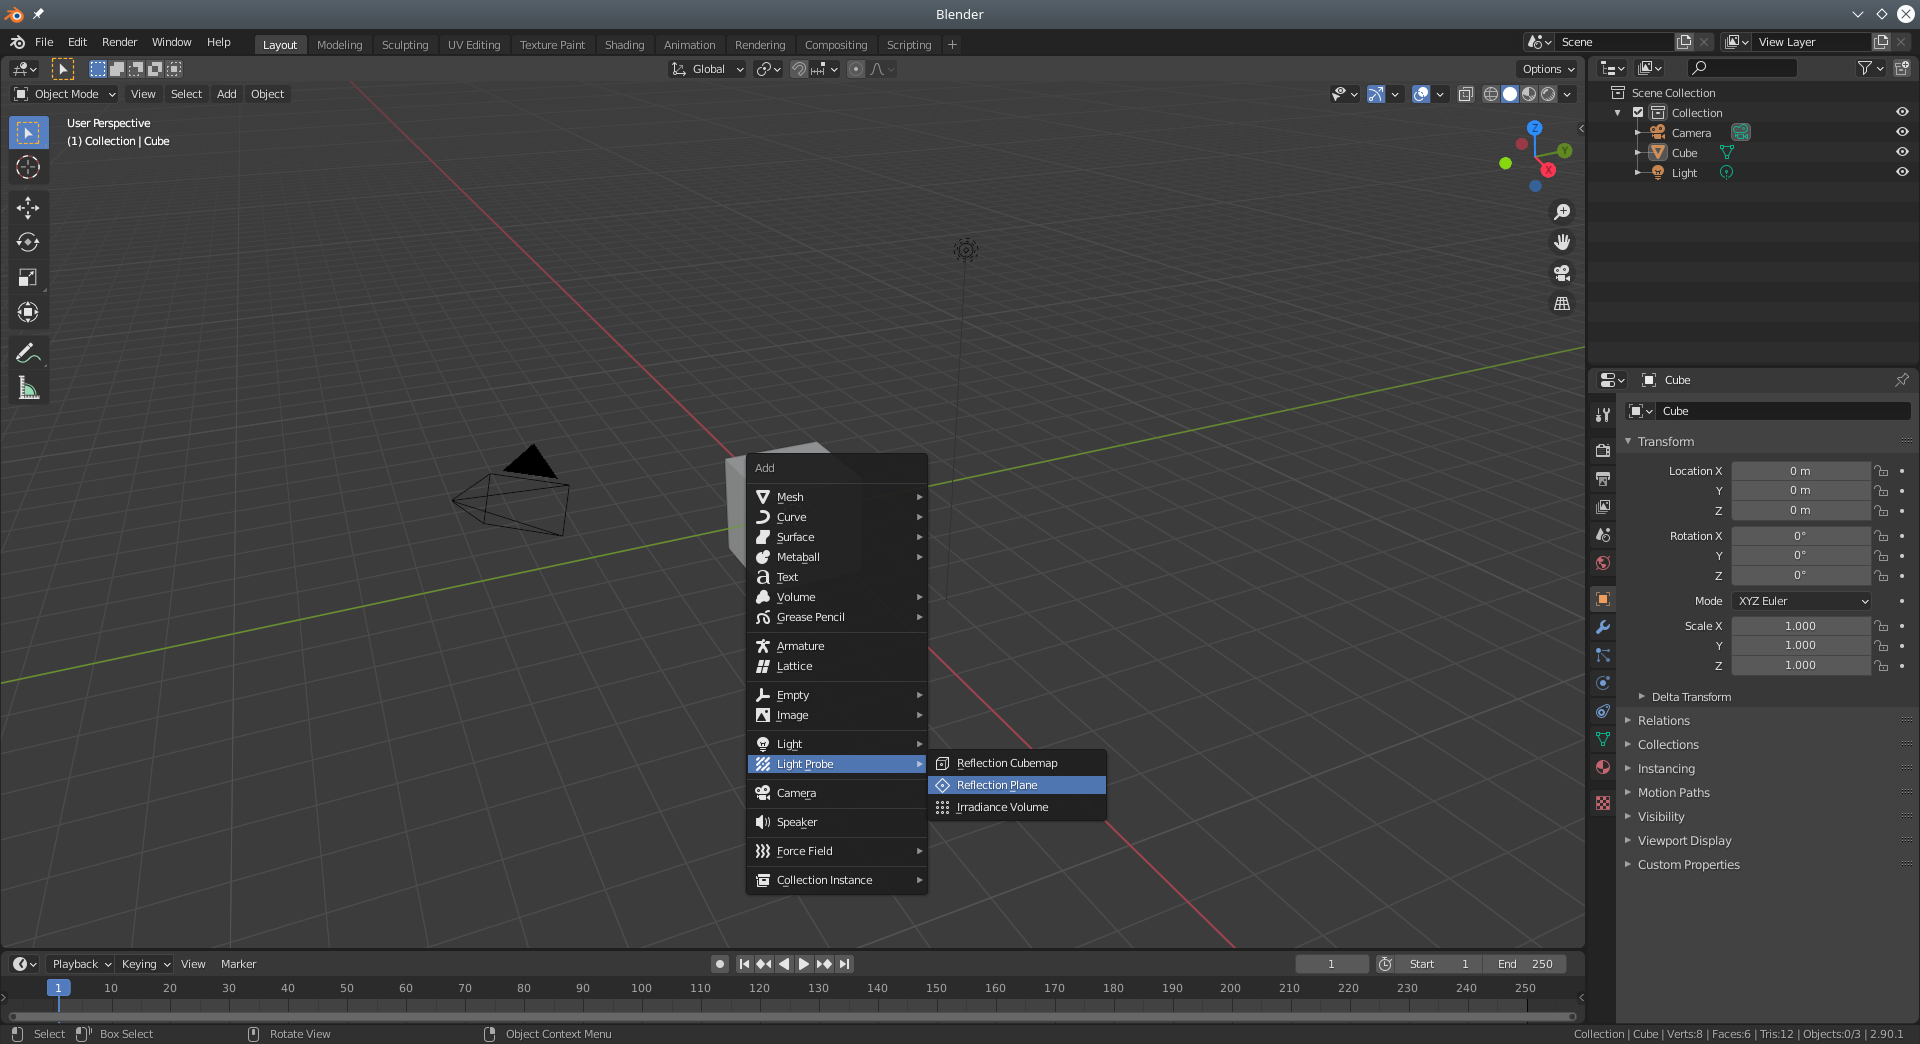 Blender
File Edit Render Window Help Layout Modeling Sculpting UV Editing Texture Paint Shading Animation Rendering Compositing Scripting + Scene View Layer
Global Options
Object Mode View Select Add Object
User Perspective
(1) Collection | Cube
Z
Y
X
Scene Collection
Collection
Camera
Cube
Light
Add
Mesh
Curve
Surface
Metaball
Text
Volume
Grease Pencil
Armature
Lattice
Empty
Image
Light
Light Probe
Camera
Speaker
Force Field
Collection Instance
Reflection Cubemap
Reflection Plane
Irradiance Volume
Cube
Cube
Transform
Location X 0 m
Y 0 m
Z 0 m
Rotation X 0°
Y 0°
Z 0°
Mode XYZ Euler
Scale X 1.000
Y 1.000
Z 1.000
Delta Transform
Relations
Collections
Instancing
Motion Paths
Visibility
Viewport Display
Custom Properties
Playback Keying View Marker 1 Start 1 End 250
1 10 20 30 40 50 60 70 80 90 100 110 120 130 140 150 160 170 180 190 200 210 220 230 240 250
Select Box Select Rotate View Object Context Menu Collection | Cube | Verts:8 | Faces:6 | Tris:12 | Objects:0/3 | 2.90.1